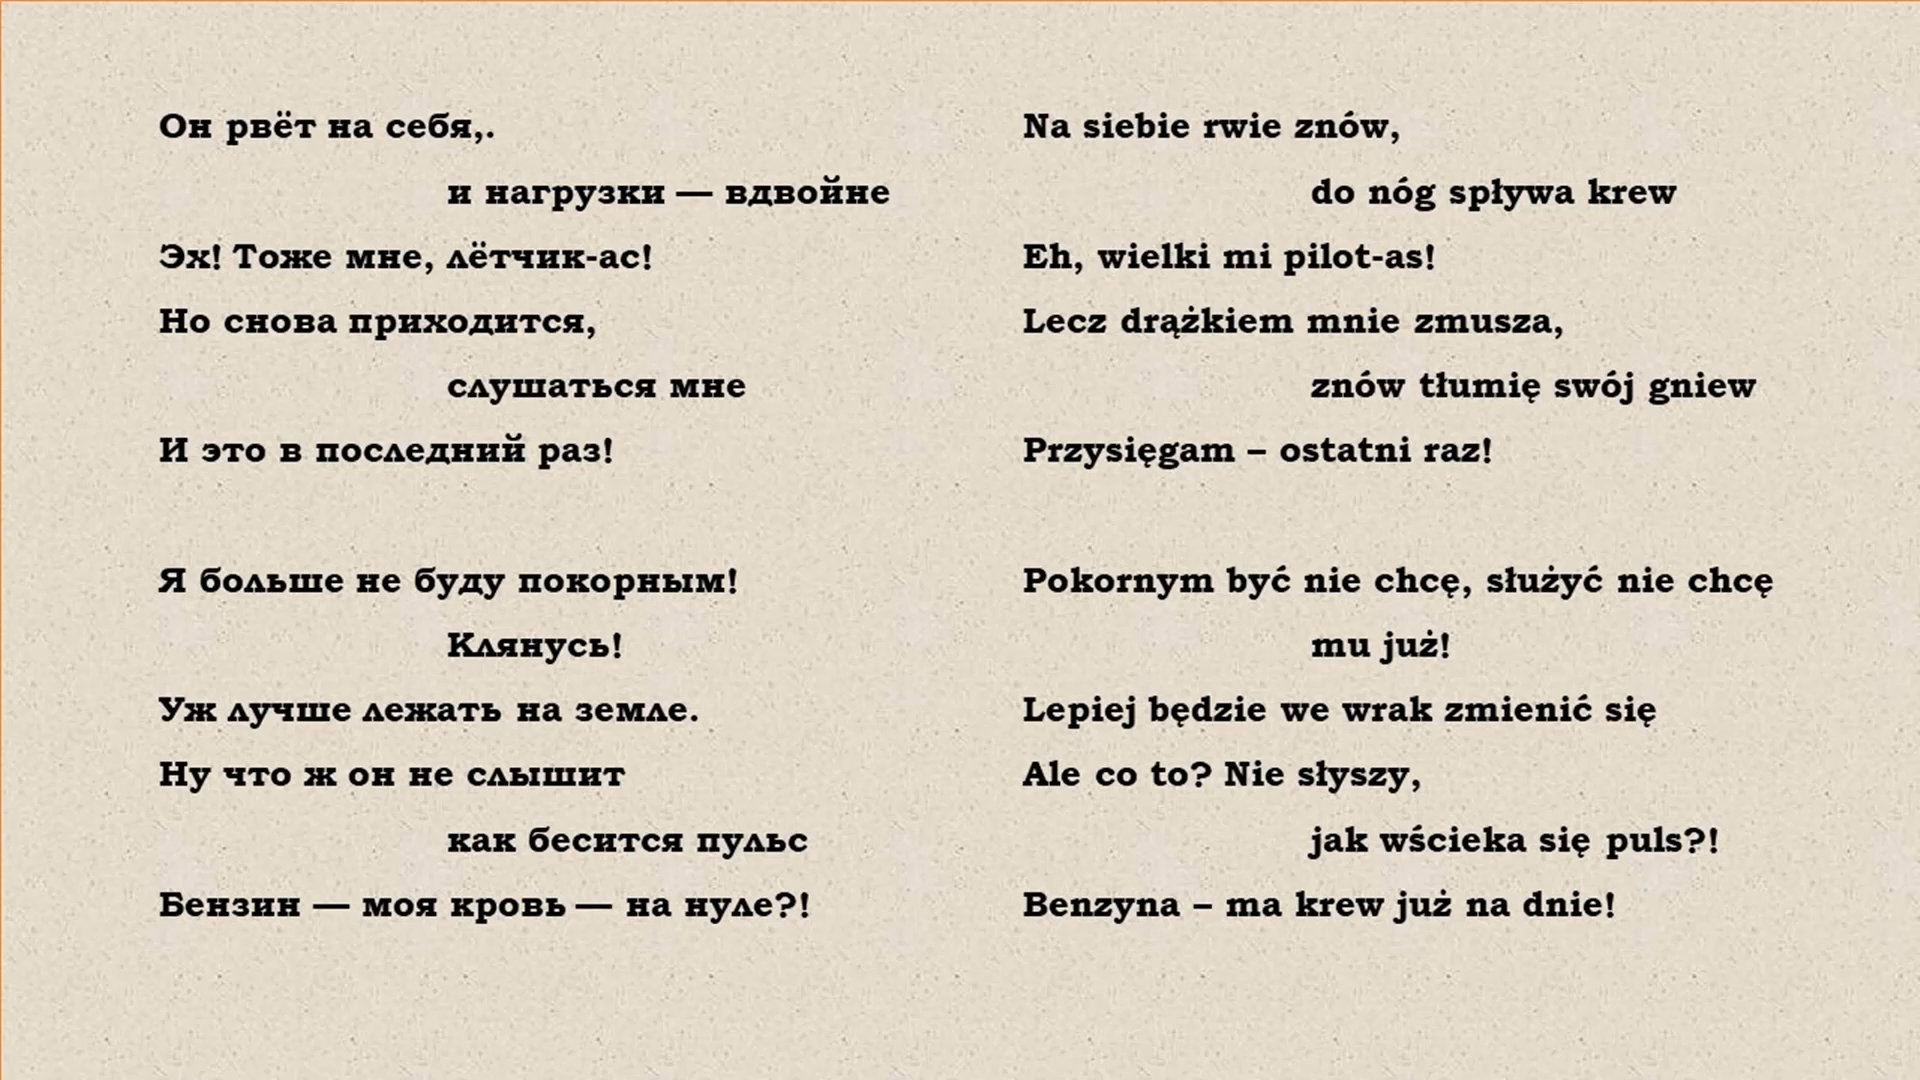 Он рвёт на себя,.
и нагрузки — вдвойне
Эх! Тоже мне, лётчик-ас!
Но снова приходится,
слушаться мне
И это в последний раз!
Я больше не буду покорным!
Клянусь!
Уж лучше лежать на земле.
Ну что ж он не слышит
как бесится пульс
Бензин — моя кровь — на нуле?!
Na siebie rwie znów,
do nóg spływa krew
Eh, wielki mi pilot-as!
Lecz drążkiem mnie zmusza,
znów tłumię swój gniew
Przysięgam – ostatni raz!
Pokornym być nie chcę, służyć nie chcę
mu już!
Lepiej będzie we wrak zmienić się
Ale co to? Nie słyszy,
jak wścieka się puls?!
Benzyna – ma krew już na dnie!